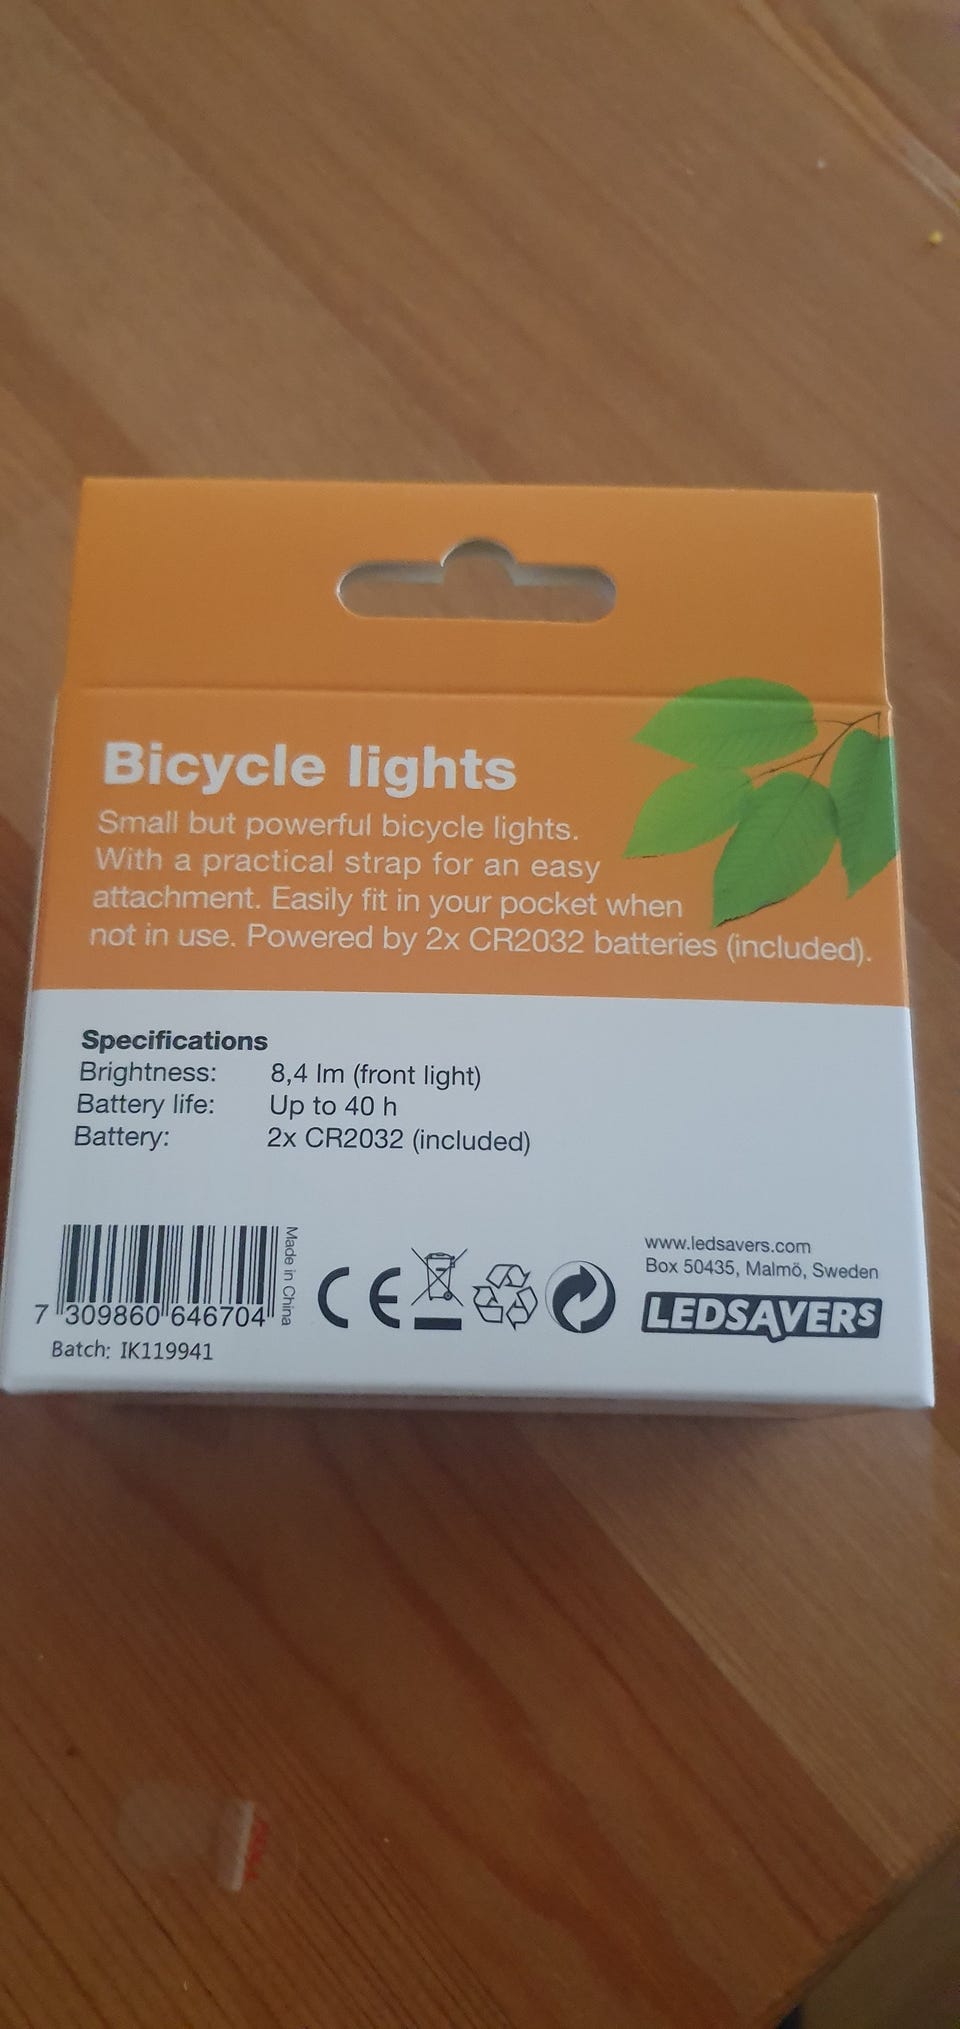 Bicycle lights
Small but powerful bicycle lights.
With a practical strap for an easy
attachment. Easily fit in your pocket when
not in use. Powered by 2x CR2032 batteries (included).
Specifications
Brightness: 8,4 lm (front light)
Battery life: Up to 40 h
Battery: 2x CR2032 (included)
7 309860 646704
Made in China
Batch: IK119941
CE
www.ledsavers.com
Box 50435, Malmö, Sweden
LEDSAVERS